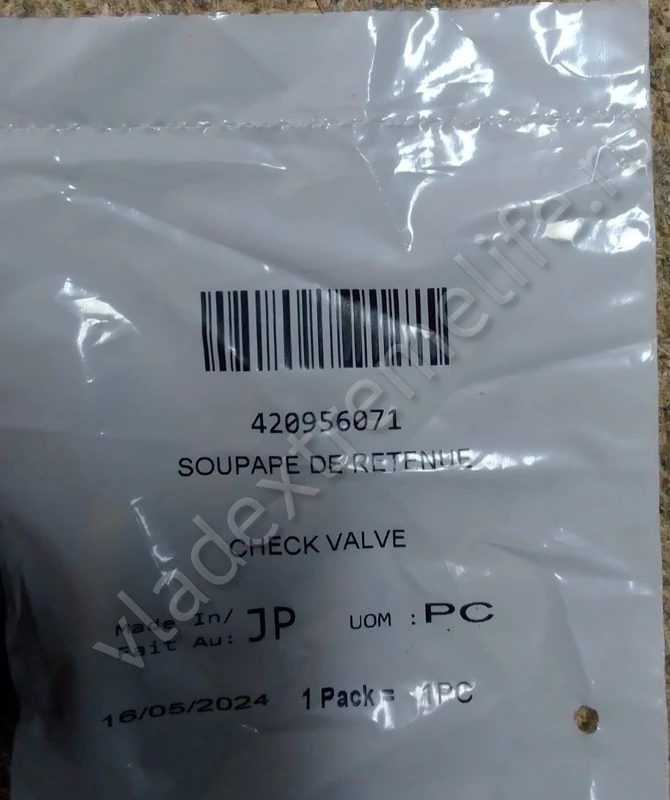 420956071
SOUPAPE DE RETENUE
CHECK VALVE
Made In/ JP UOM : PC
Fait Au:
16/05/2024 1 Pack = 1PC
vladextremelife.ru